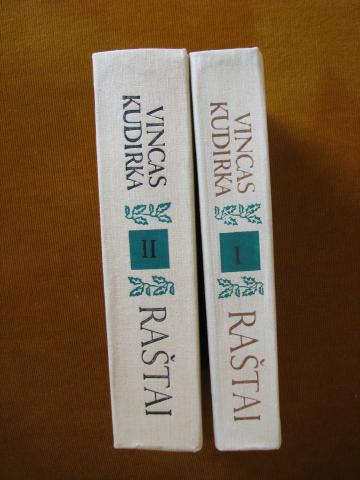 VINCAS
KUDIRKA
II
RAŠTAI
VINCAS
KUDIRKA
I
RAŠTAI